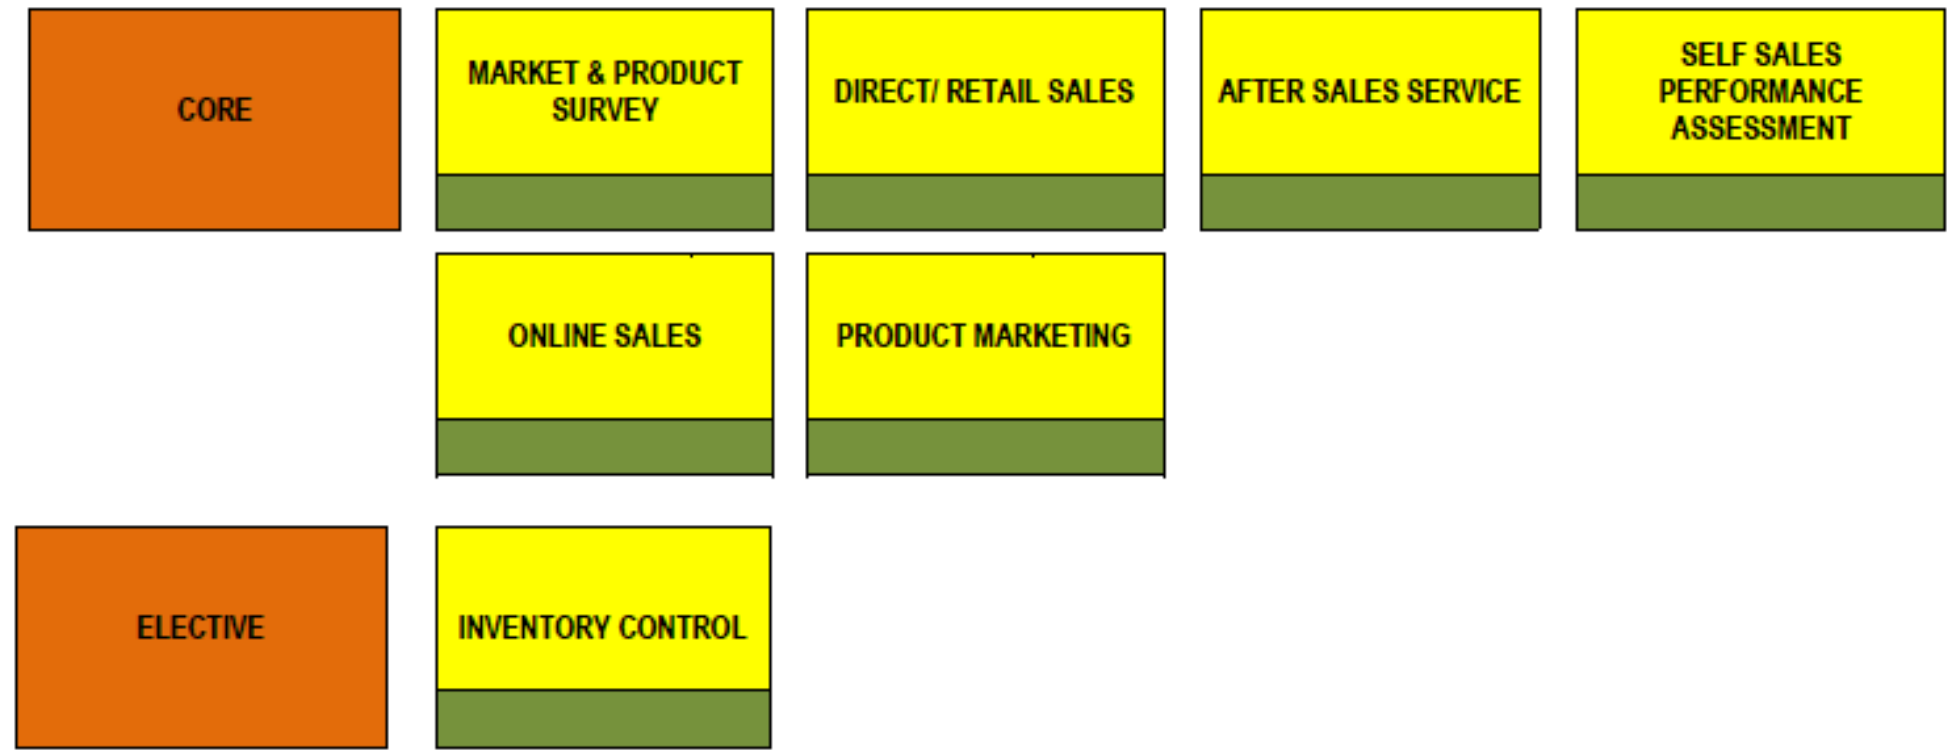 CORE
MARKET & PRODUCT
SURVEY
DIRECT/ RETAIL SALES
AFTER SALES SERVICE
SELF SALES
PERFORMANCE
ASSESSMENT
ONLINE SALES
PRODUCT MARKETING
ELECTIVE
INVENTORY CONTROL